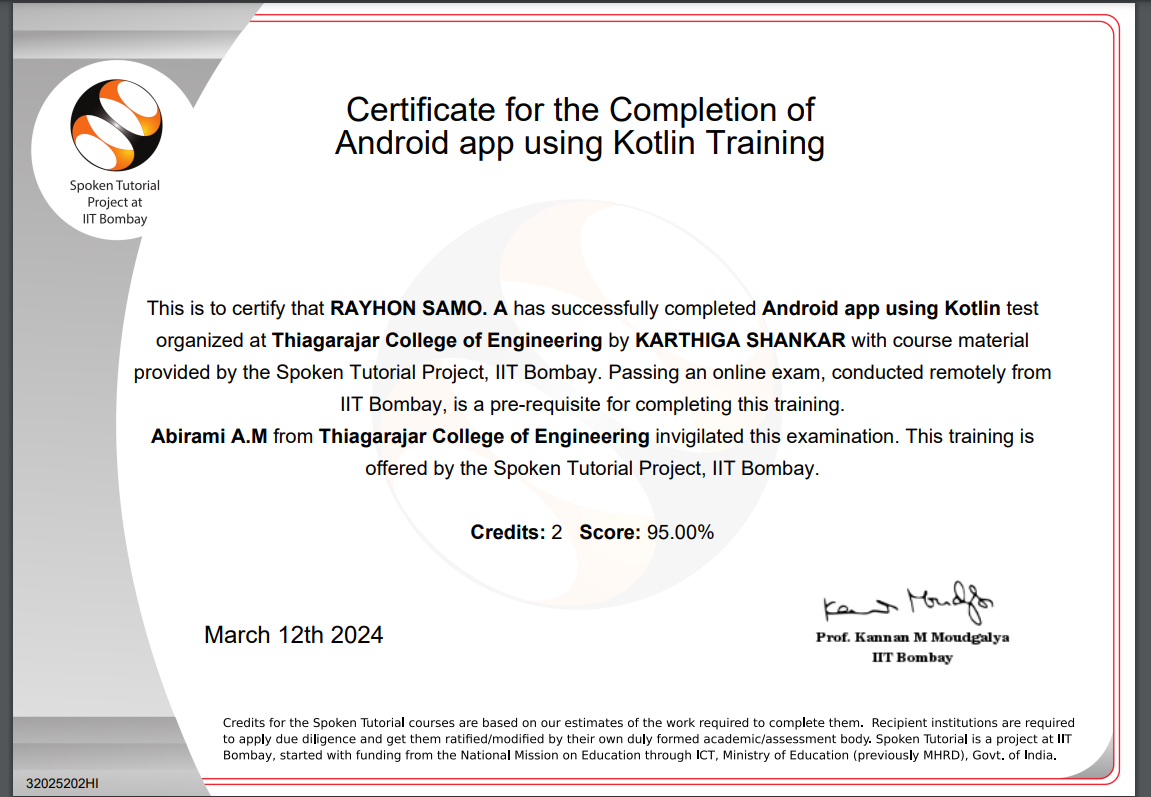 Spoken Tutorial
Project at
IIT Bombay
Certificate for the Completion of
Android app using Kotlin Training
This is to certify that RAYHON SAMO. A has successfully completed Android app using Kotlin test
organized at Thiagarajar College of Engineering by KARTHIGA SHANKAR with course material
provided by the Spoken Tutorial Project, IIT Bombay. Passing an online exam, conducted remotely from
IIT Bombay, is a pre-requisite for completing this training.
Abirami A.M from Thiagarajar College of Engineering invigilated this examination. This training is
offered by the Spoken Tutorial Project, IIT Bombay.
Credits: 2 Score: 95.00%
March 12th 2024
Kannan Moudgalya
Prof. Kannan M Moudgalya
IIT Bombay
Credits for the Spoken Tutorial courses are based on our estimates of the work required to complete them. Recipient institutions are required
to apply due diligence and get them ratified/modified by their own duly formed academic/assessment body. Spoken Tutorial is a project at IIT
Bombay, started with funding from the National Mission on Education through ICT, Ministry of Education (previously MHRD), Govt. of India.
32025202HI